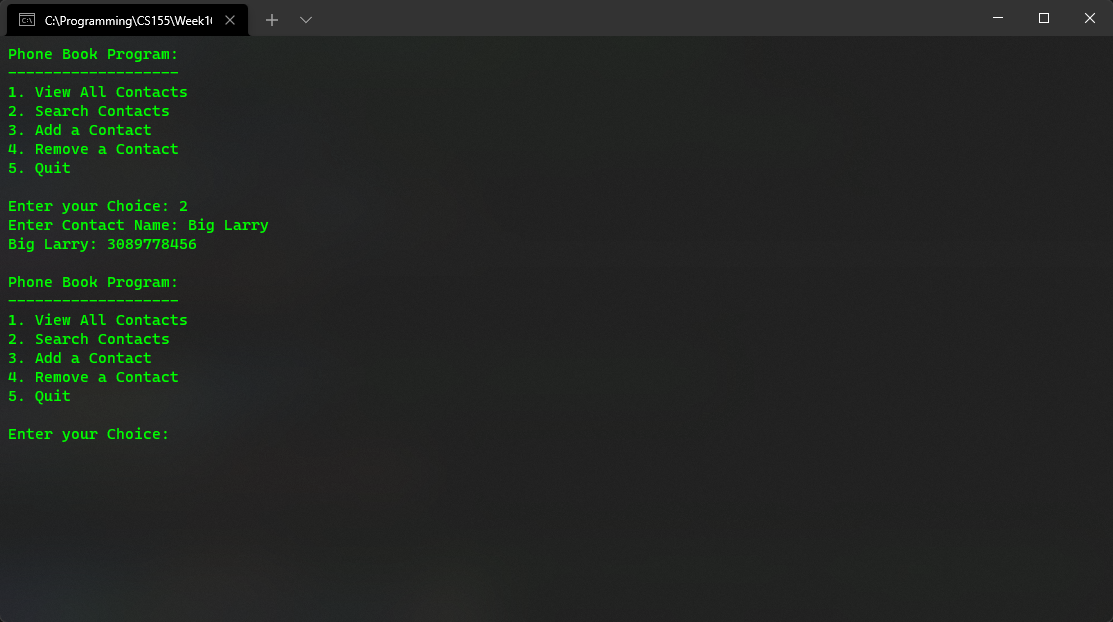 C:\Programming\CS155\Week1
Phone Book Program:
-------------------
1. View All Contacts
2. Search Contacts
3. Add a Contact
4. Remove a Contact
5. Quit
Enter your Choice: 2
Enter Contact Name: Big Larry
Big Larry: 3089778456
Phone Book Program:
-------------------
1. View All Contacts
2. Search Contacts
3. Add a Contact
4. Remove a Contact
5. Quit
Enter your Choice: